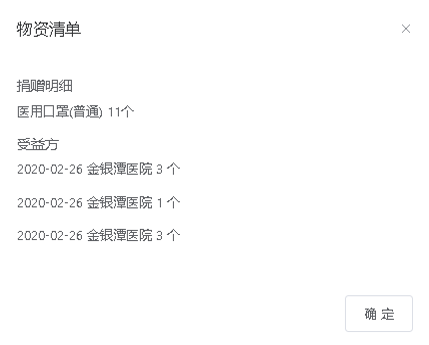 物资清单
捐赠明细
医用口罩(普通) 11个
受益方
2020-02-26 金银潭医院 3 个
2020-02-26 金银潭医院 1 个
2020-02-26 金银潭医院 3 个
确 定